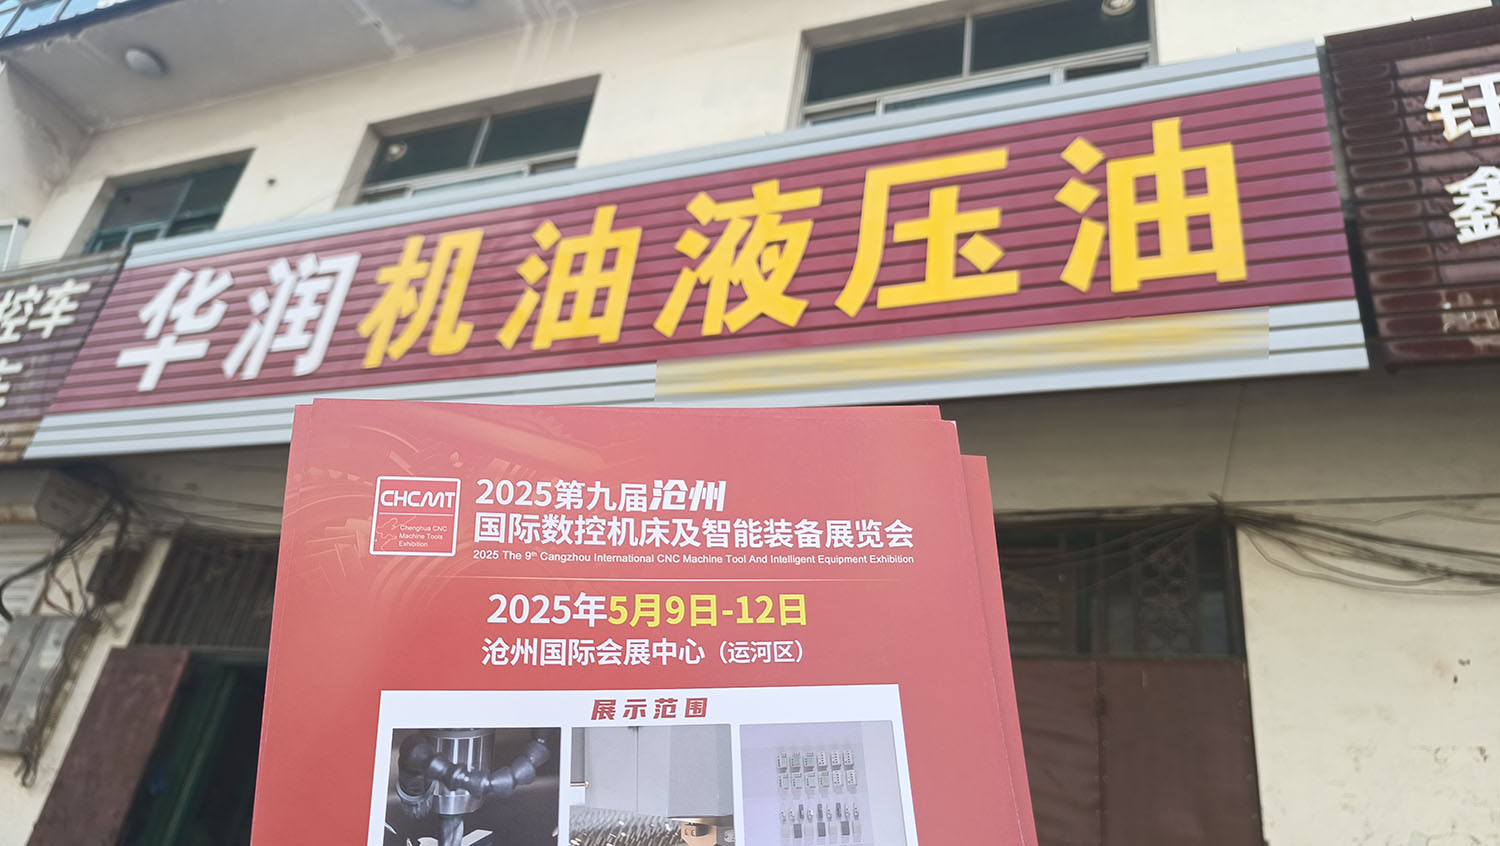 华润机油液压油
控车
钰
鑫
CHCMT
Chenghua CNC
Machine Tools
Exhibition
2025第九届沧州
国际数控机床及智能装备展览会
2025 The 9th Cangzhou International CNC Machine Tool And Intelligent Equipment Exhibition
2025年5月9日-12日
沧州国际会展中心（运河区）
展示范围